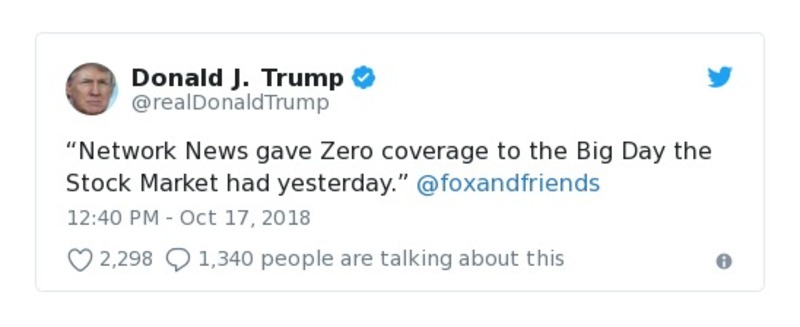 Donald J. Trump
@realDonaldTrump
“Network News gave Zero coverage to the Big Day the
Stock Market had yesterday.” @foxandfriends
12:40 PM - Oct 17, 2018
2,298 1,340 people are talking about this